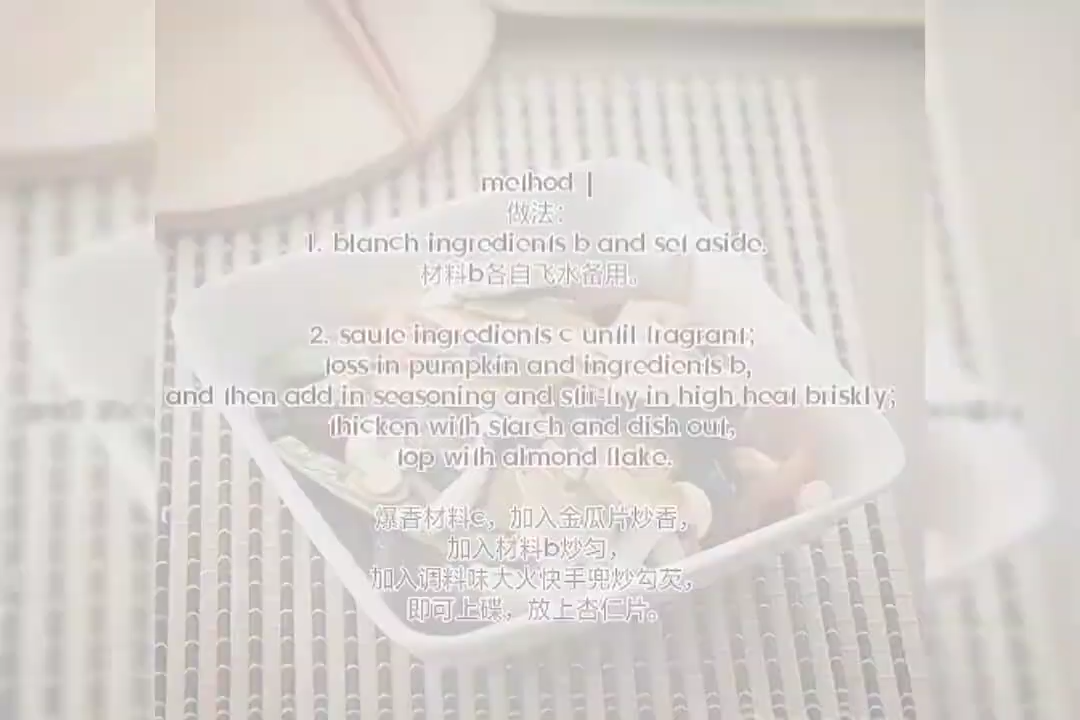 method |
做法:
1. blanch ingredients b and set aside.
材料b各自飞水备用。
2. saute ingredients c until fragrant;
toss in pumpkin and ingredients b,
and then add in seasoning and stir-fry in high heat briskly;
thicken with starch and dish out,
top with almond flake.
爆香材料c，加入金瓜片炒香，
加入材料b炒匀，
加入调料味大火快手兜炒勾芡，
即可上碟，放上杏仁片。